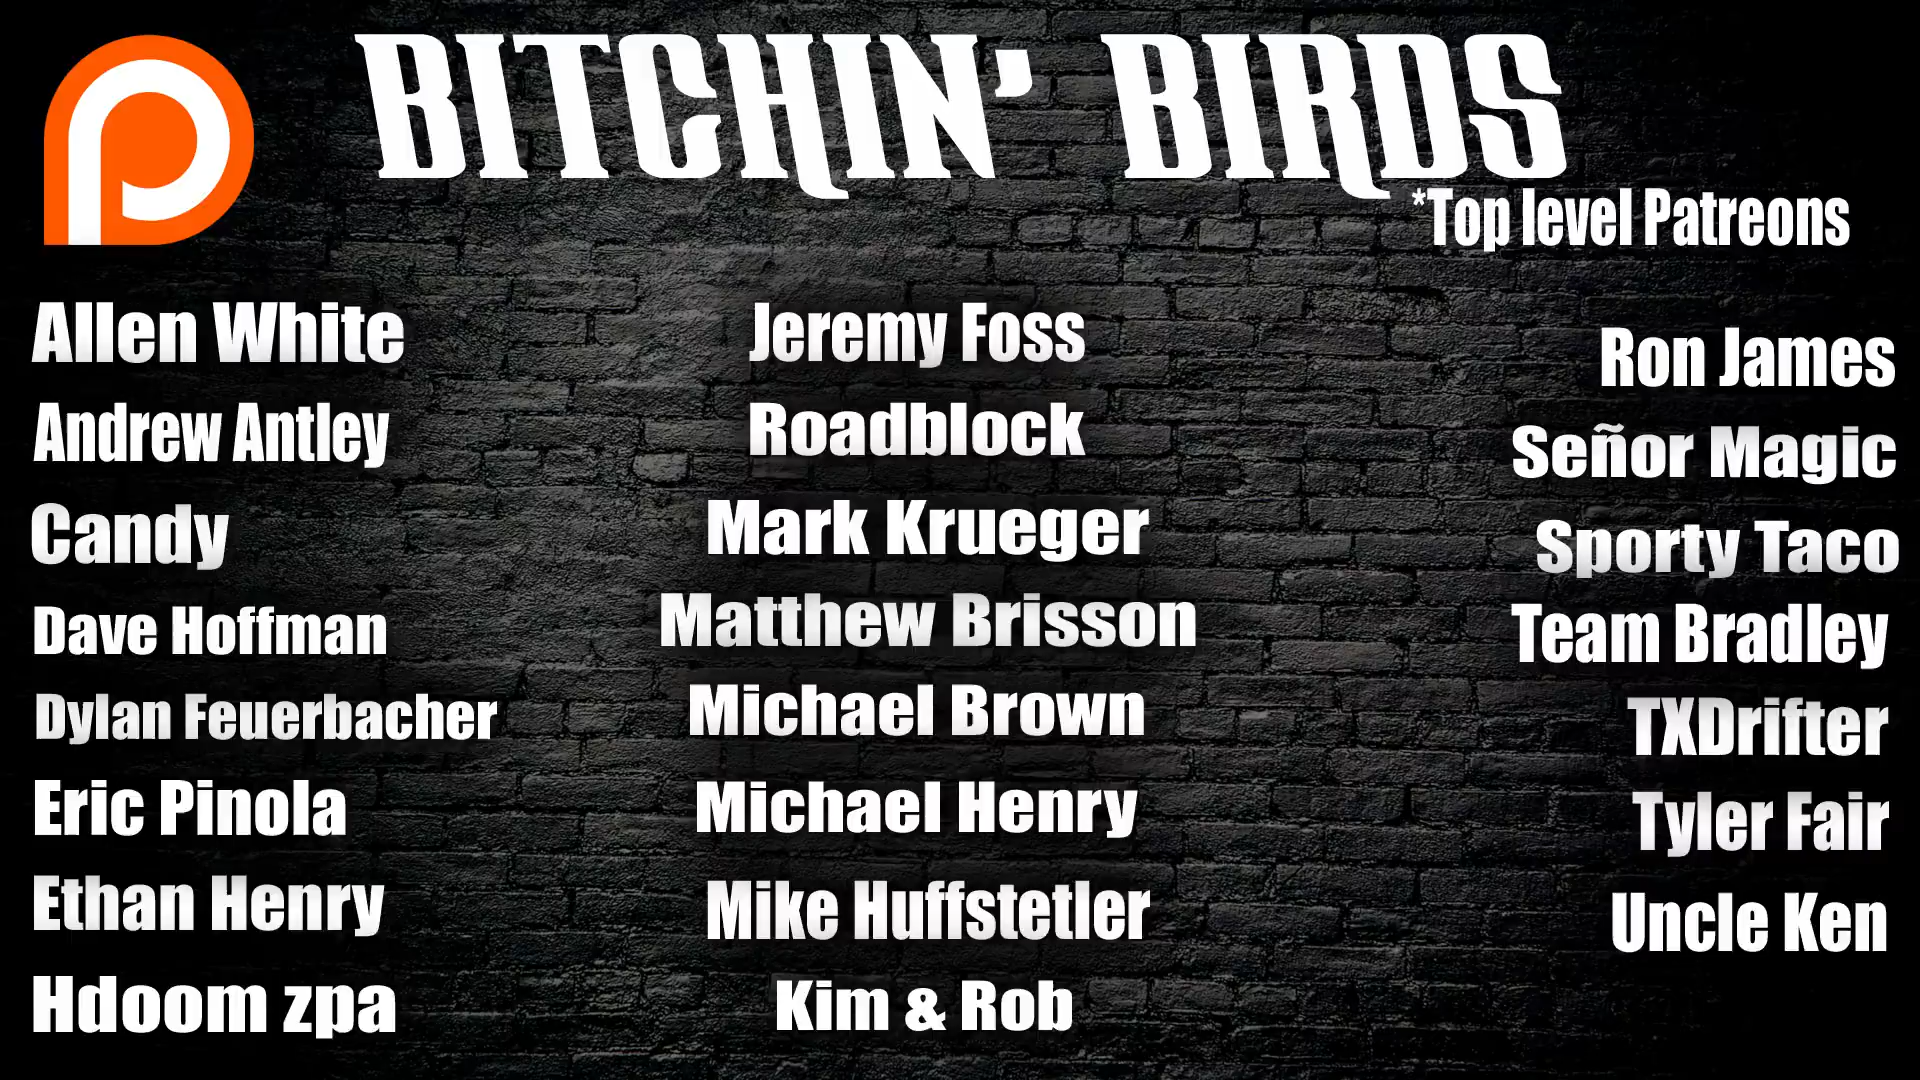 BITCHIN' BIRDS
*Top level Patreons
Allen White
Andrew Antley
Candy
Dave Hoffman
Dylan Feuerbacher
Eric Pinola
Ethan Henry
Hdoom zpa
Jeremy Foss
Roadblock
Mark Krueger
Matthew Brisson
Michael Brown
Michael Henry
Mike Huffstetler
Kim & Rob
Ron James
Señor Magic
Sporty Taco
Team Bradley
TXDrifter
Tyler Fair
Uncle Ken